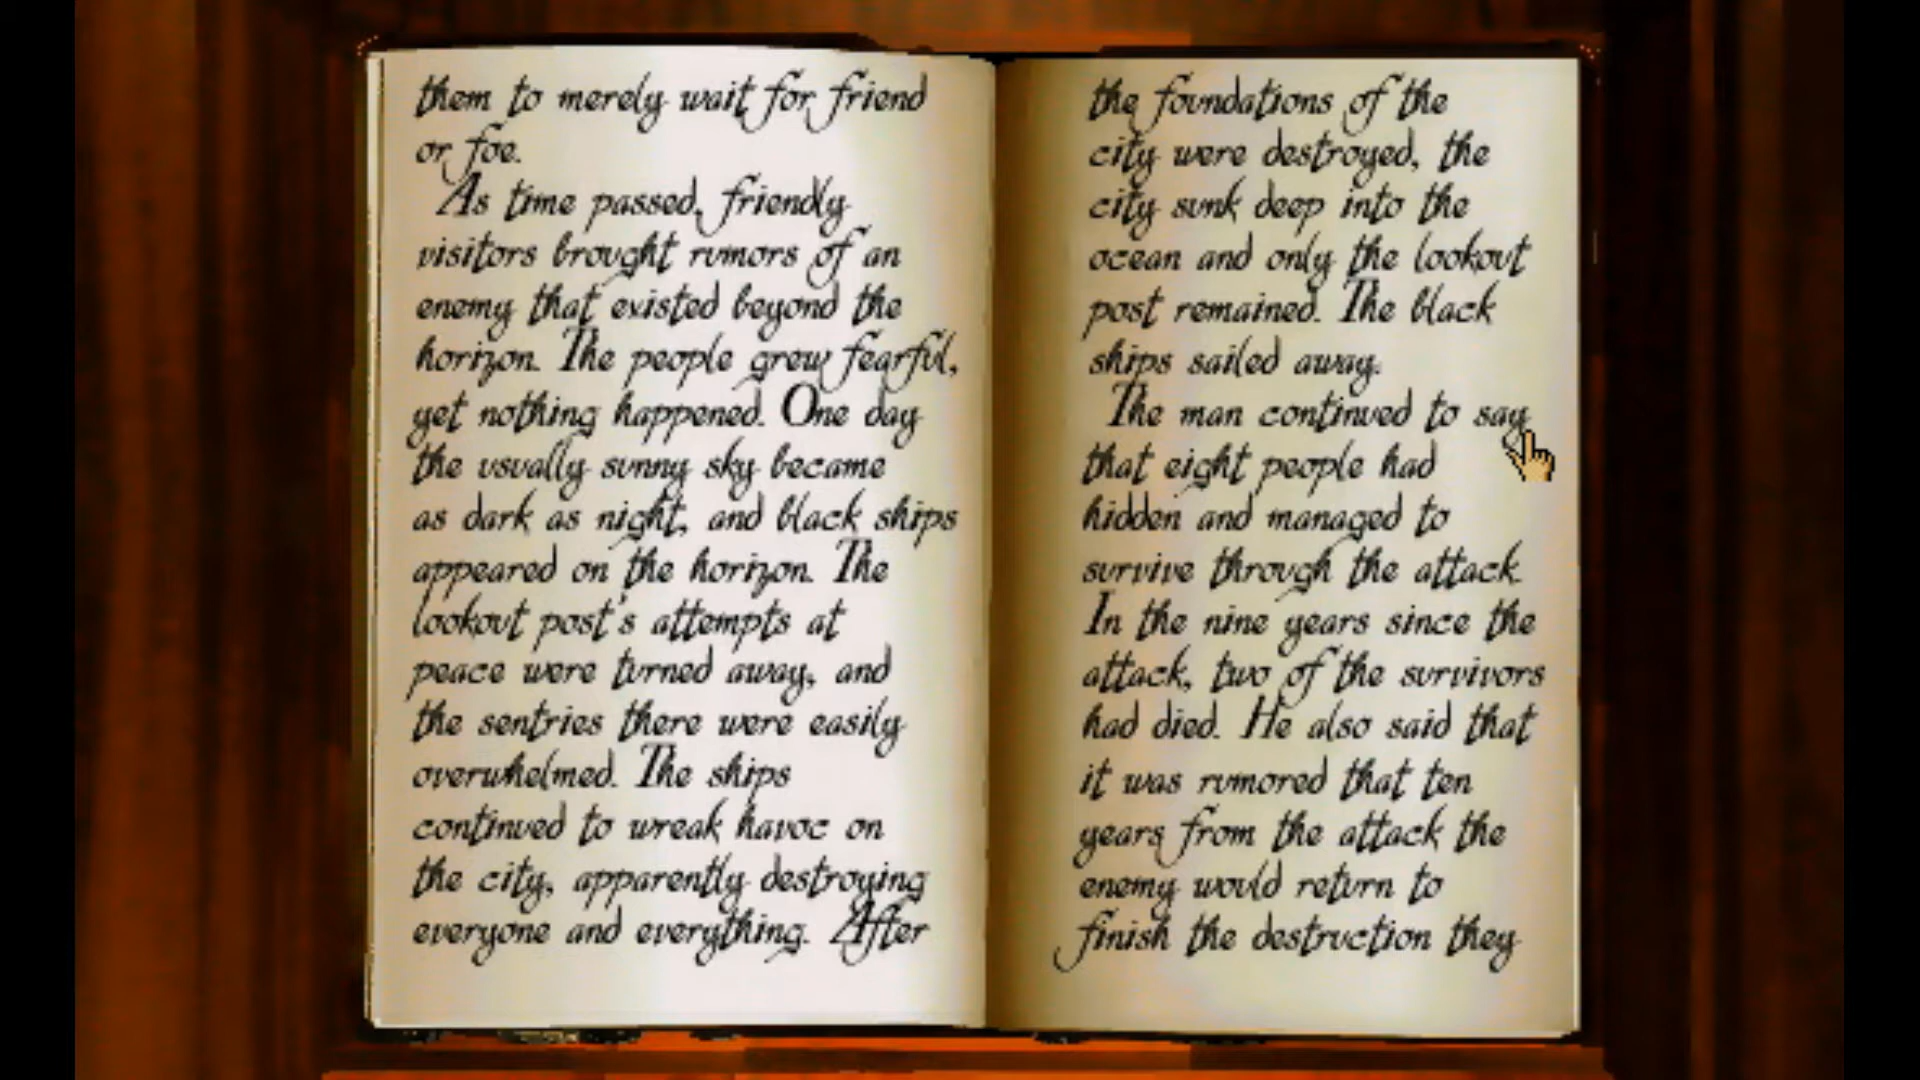 them to merely wait for friend
or foe.
As time passed, friendly
visitors brought rumors of an
enemy that existed beyond the
horizon. The people grew fearful,
yet nothing happened. One day
the usually sunny sky became
as dark as night, and black ships
appeared on the horizon. The
lookout post's attempts at
peace were turned away, and
the sentries there were easily
overwhelmed. The ships
continued to wreak havoc on
the city, apparently destroying
everyone and everything. After
the foundations of the
city were destroyed, the
city sunk deep into the
ocean and only the lookout
post remained. The black
ships sailed away.
The man continued to say
that eight people had
hidden and managed to
survive through the attack.
In the nine years since the
attack, two of the survivors
had died. He also said that
it was rumored that ten
years from the attack the
enemy would return to
finish the destruction they